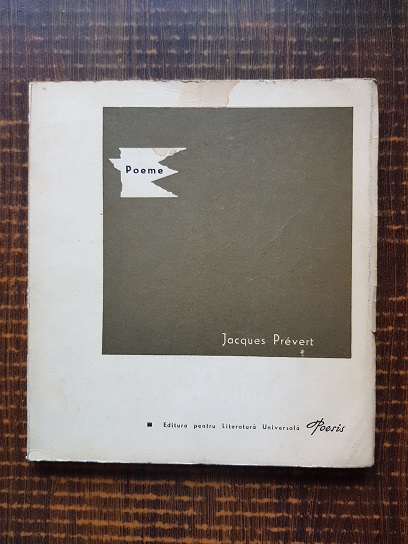 Poeme
Jacques Prévert
Editura pentru Literatură Universală Poesis